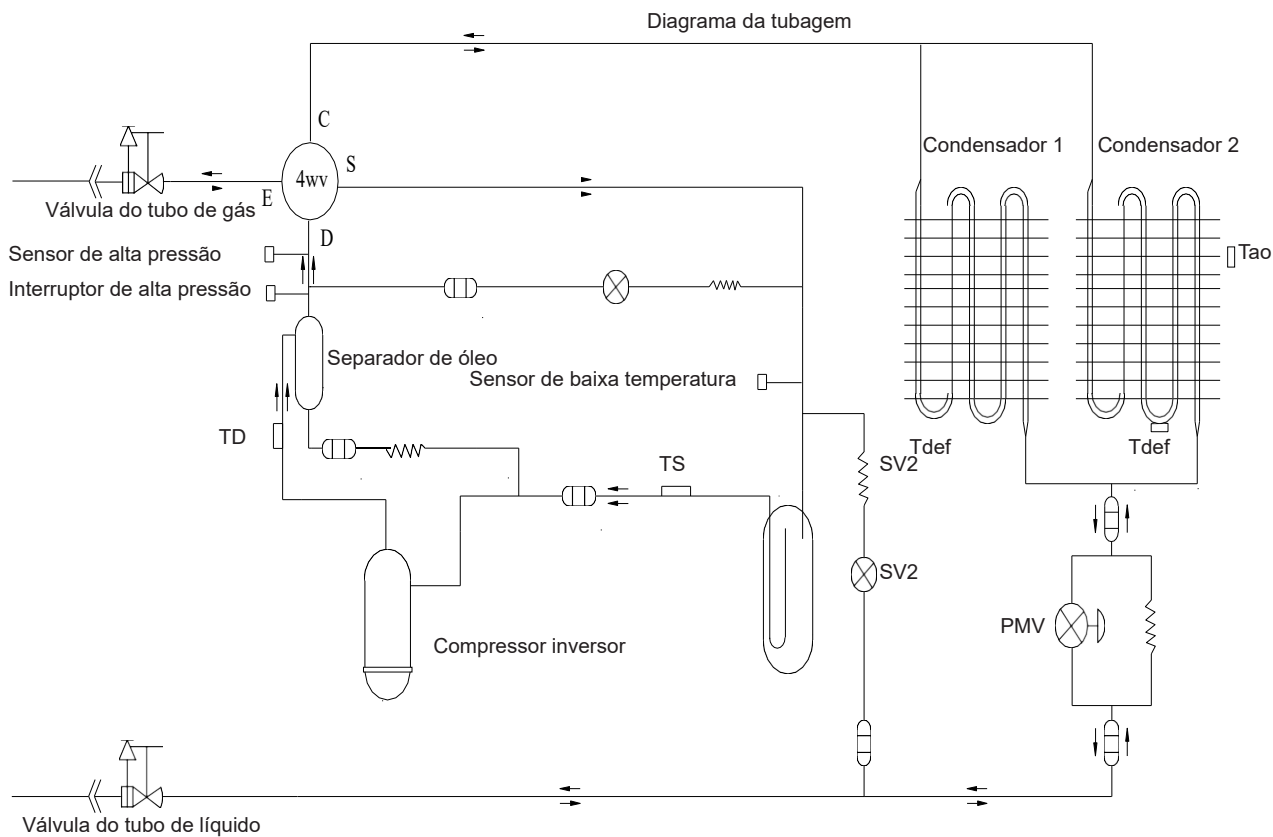 Diagrama da tubagem
C
Condensador 1
Condensador 2
S
4wv
E
Válvula do tubo de gás
D
Sensor de alta pressão
Tao
Interruptor de alta pressão
Separador de óleo
Sensor de baixa temperatura
TD
Tdef
Tdef
TS
SV2
SV2
PMV
Compressor inversor
Válvula do tubo de líquido